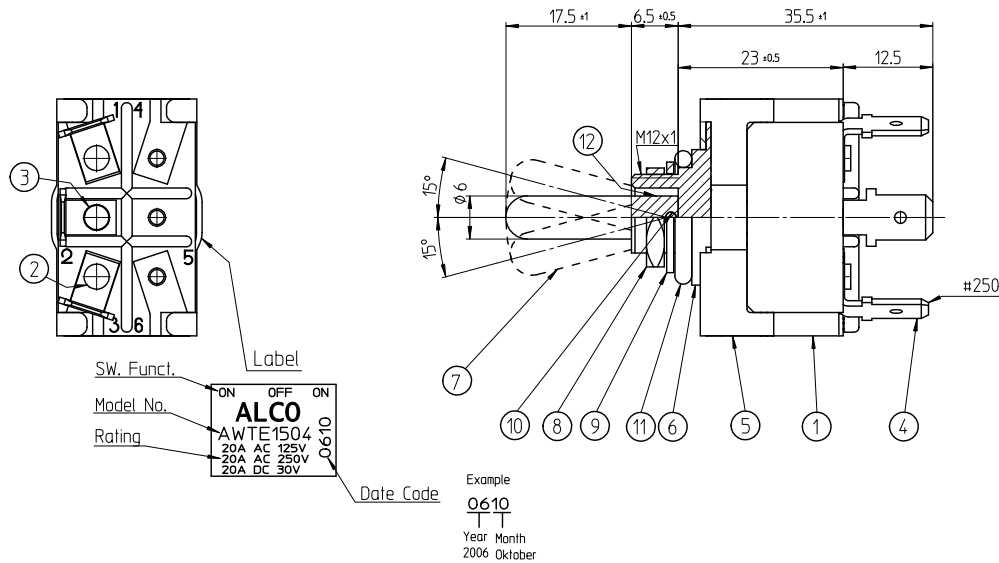 17.5 ±1
6.5 ±0.5
35.5 ±1
23 ±0.5
12.5
1 4
3
2
5
2
3 6
12
M12x1
15°
15°
ø 6
#250
7
10
8
9
11
6
5
1
4
Label
SW. Funct.
Model No.
Rating
ON OFF ON
ALCO
AWTE1504
20A AC 125V
20A AC 250V
20A DC 30V
0610
Date Code
Example
0610
Year Month
2006 Oktober